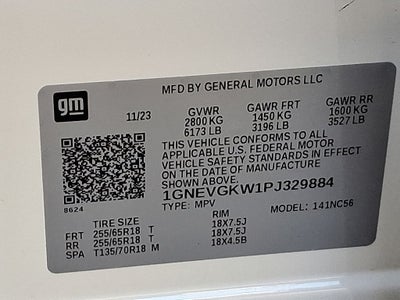 gm
MFD BY GENERAL MOTORS LLC
11/23 GVWR GAWR FRT GAWR RR
2800 KG 1450 KG 1600 KG
6173 LB 3196 LB 3527 LB
THIS VEHICLE CONFORMS TO ALL
APPLICABLE U.S. FEDERAL MOTOR
VEHICLE SAFETY STANDARDS IN EFFECT
ON THE DATE OF MANUFACTURE
SHOWN ABOVE.
1GNEVGKW1PJ329884
8624
TYPE: MPV MODEL: 141NC56
TIRE SIZE RIM
FRT 255/65R18 T 18X7.5J
RR 255/65R18 T 18X7.5J
SPA T135/70R18 M 18X4.5B